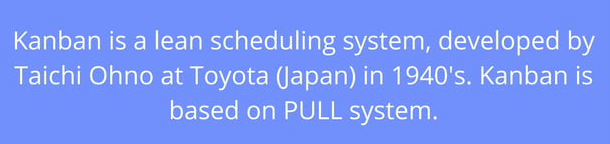 Kanban is a lean scheduling system, developed by
Taichi Ohno at Toyota (Japan) in 1940's. Kanban is
based on PULL system.